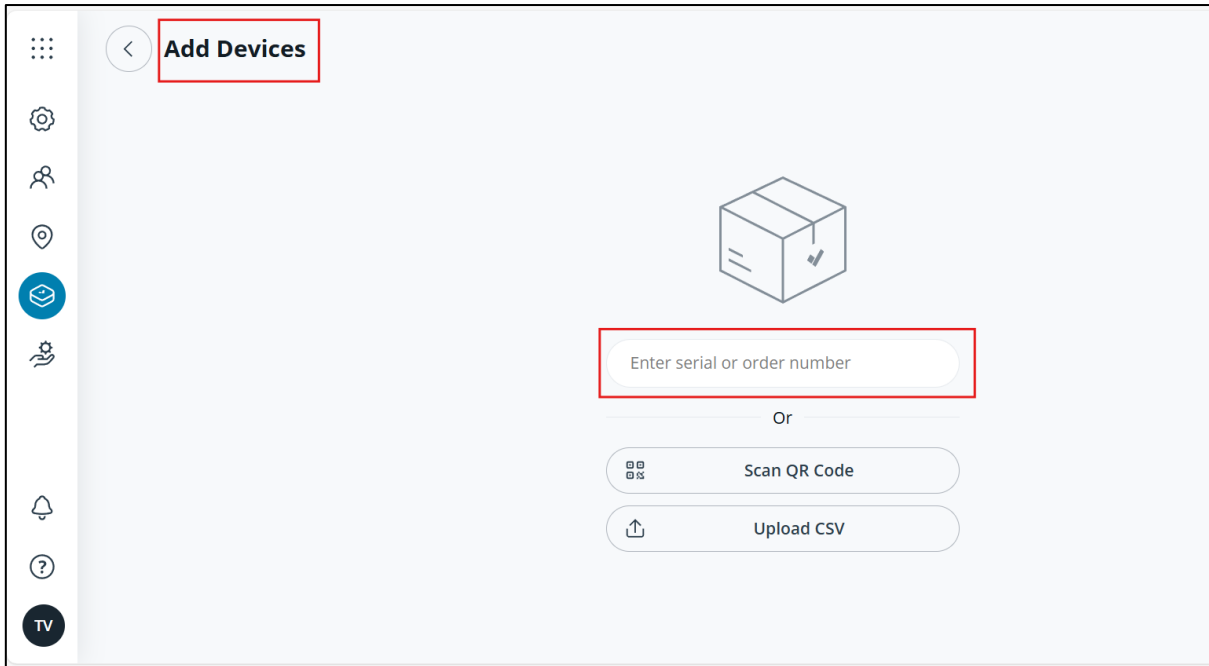 Add Devices
Enter serial or order number
Or
Scan QR Code
Upload CSV
?
TV